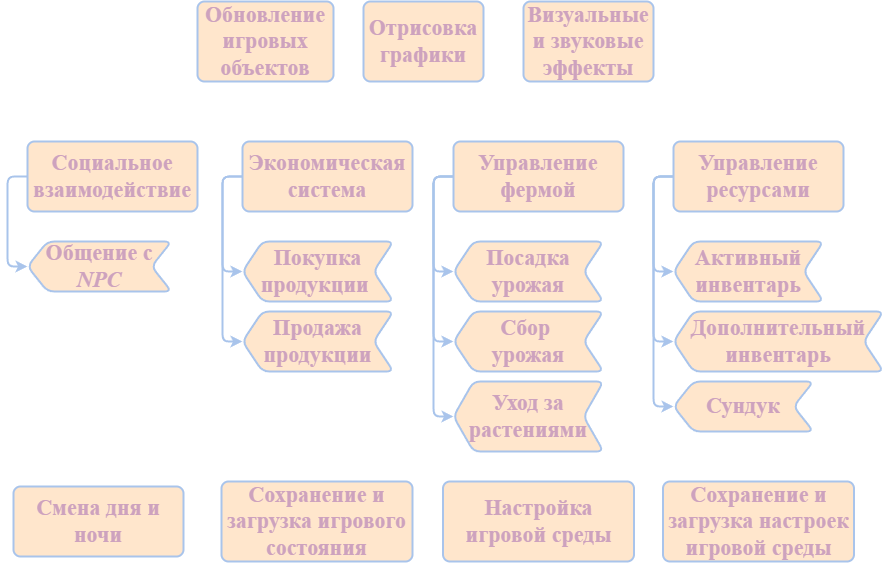 Обновление
игровых
объектов
Отрисовка
графики
Визуальные
и звуковые
эффекты
Социальное
взаимодействие
Экономическая
система
Управление
фермой
Управление
ресурсами
Общение с
NPC
Покупка
продукции
Продажа
продукции
Посадка
урожая
Сбор
урожая
Уход за
растениями
Активный
инвентарь
Дополнительный
инвентарь
Сундук
Смена дня и
ночи
Сохранение и
загрузка игрового
состояния
Настройка
игровой среды
Сохранение и
загрузка настроек
игровой среды